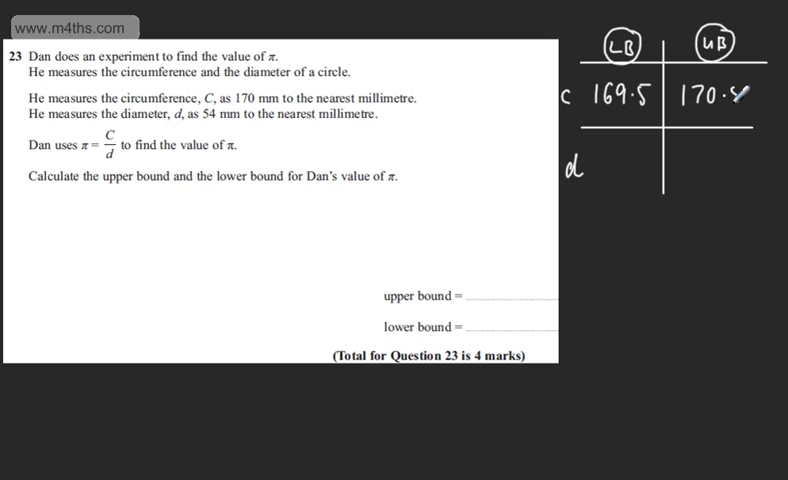 www.m4ths.com
23 Dan does an experiment to find the value of π.
He measures the circumference and the diameter of a circle.
He measures the circumference, C, as 170 mm to the nearest millimetre.
He measures the diameter, d, as 54 mm to the nearest millimetre.
Dan uses π = C/d to find the value of π.
Calculate the upper bound and the lower bound for Dan's value of π.
upper bound = ..............................
lower bound = ..............................
(Total for Question 23 is 4 marks)
LB UB
C 169.5 170.
d